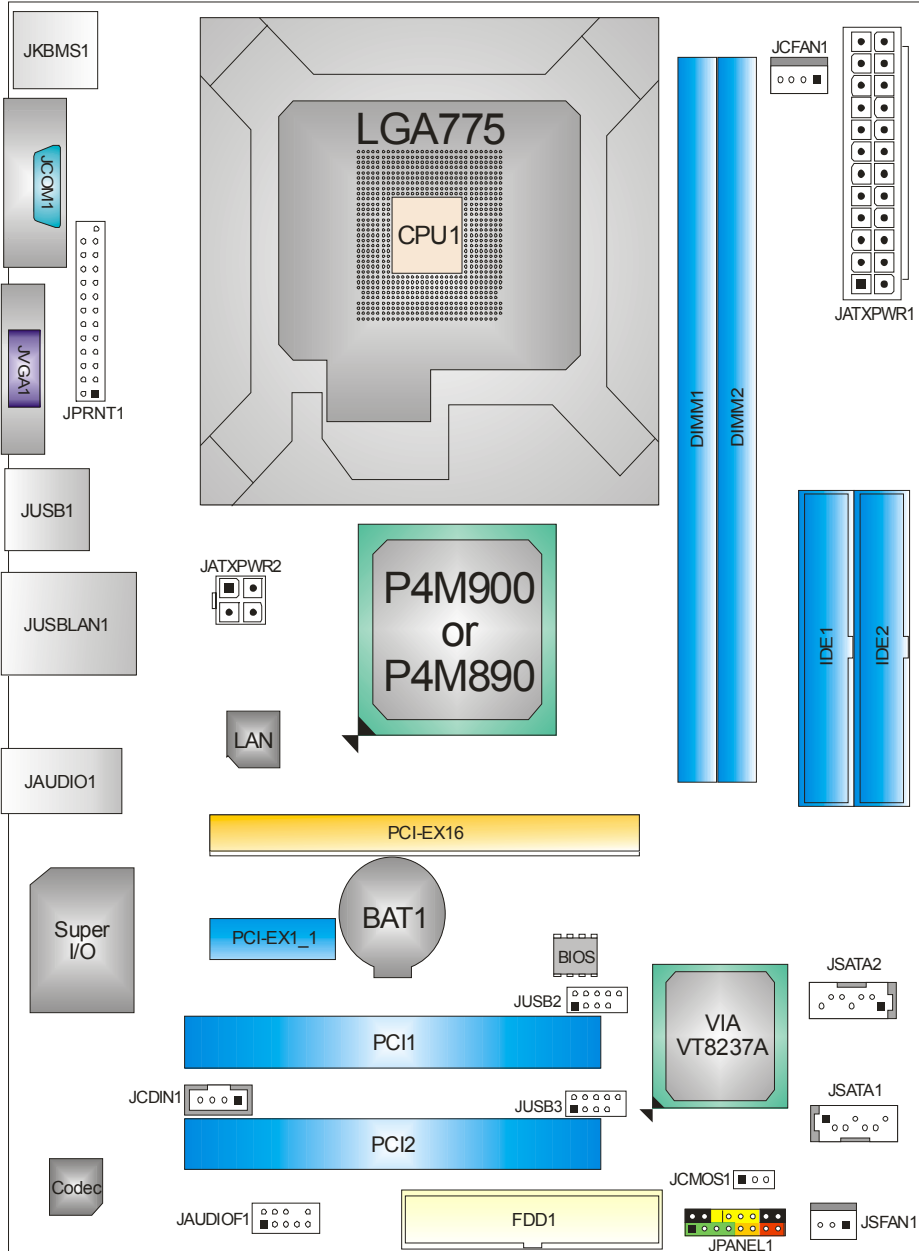 JKBMS1
JCFAN1
LGA775
JCOM1
CPU1
JATXPWR1
JVGA1
JPRNT1
DIMM1
DIMM2
JUSB1
JATXPWR2
P4M900
or
P4M890
JUSBLAN1
IDE1
IDE2
LAN
JAUDIO1
PCI-EX16
BAT1
Super
I/O
PCI-EX1_1
BIOS
JSATA2
JUSB2
VIA
VT8237A
PCI1
JCDIN1
JUSB3
JSATA1
PCI2
JCMOS1
Codec
JAUDIOF1
FDD1
JSFAN1
JPANEL1